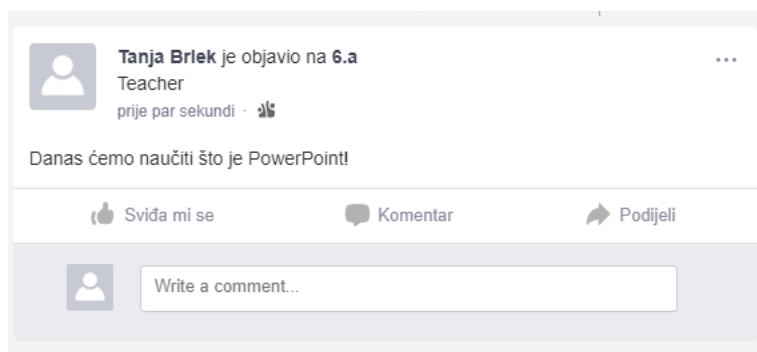 Tanja Brlek je objavio na 6.a
Teacher
prije par sekundi ·
Danas ćemo naučiti što je PowerPoint!
Sviđa mi se Komentar Podijeli
Write a comment...